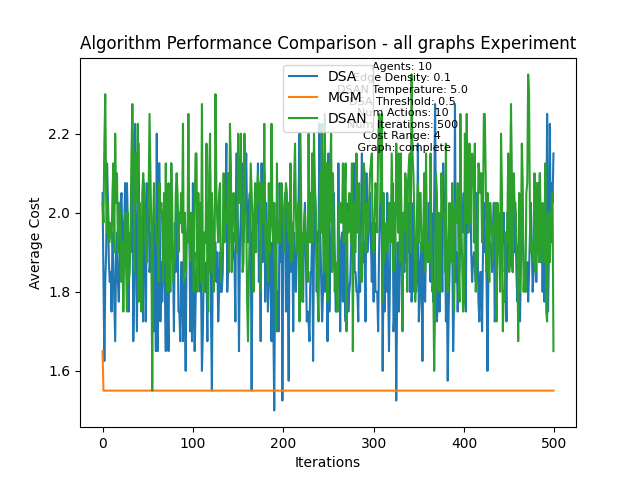 Algorithm Performance Comparison - all graphs Experiment
Agents: 10
Edge Density: 0.1
DSAN Temperature: 5.0
DSA Threshold: 0.5
Num Actions: 10
Num Iterations: 500
Cost Range: 4
Graph: complete
DSA
MGM
DSAN
Average Cost
2.2
2.0
1.8
1.6
0
100
200
300
400
500
Iterations